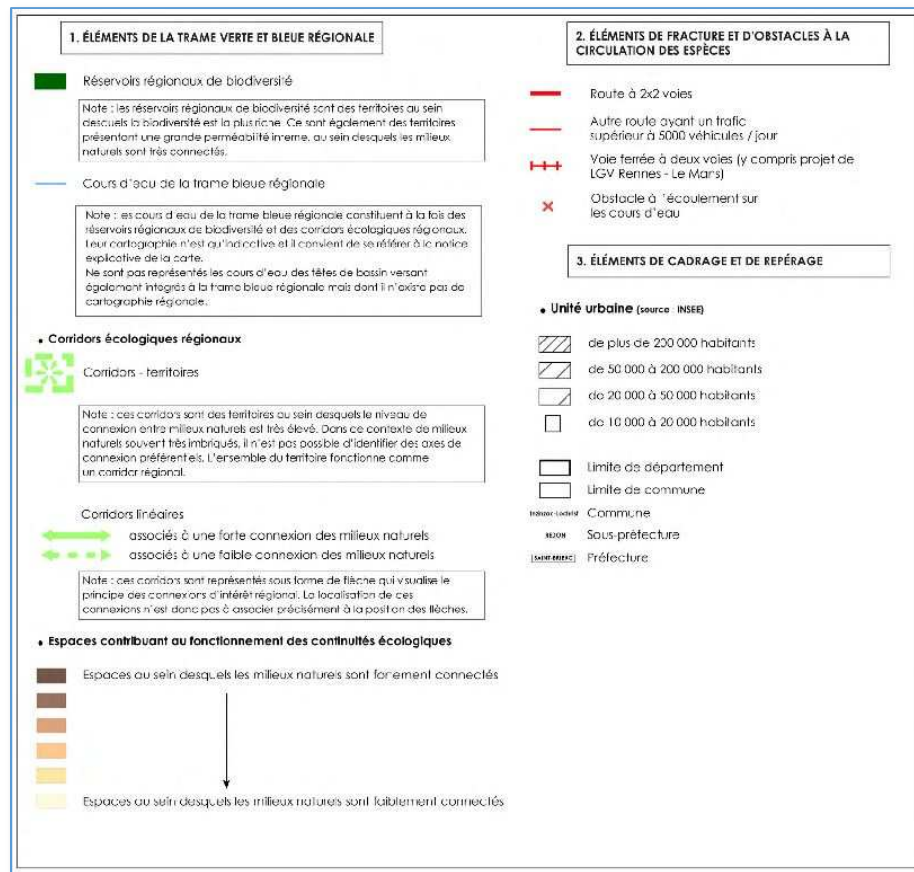 1. ÉLÉMENTS DE LA TRAME VERTE ET BLEUE RÉGIONALE
Réservoirs régionaux de biodiversité
Note : les réservoirs régionaux de biodiversité sont des territoires au sein
desquels la biodiversité est la plus riche. Ce sont également des territoires
présentant une grande perméabilité interne, au sein desquels les milieux
naturels sont très connectés.
Cours d'eau de la trame bleue régionale
Note : les cours d'eau de la trame bleue régionale constituent à la fois des
réservoirs régionaux de biodiversité et des corridors écologiques régionaux.
Leur cartographie n'est qu'indicative et il convient de se référer à la notice
explicative de la carte.
Ne sont pas représentés les cours d'eau des têtes de bassin versant
également intégrés à la trame bleue régionale mais dont il n'existe pas de
cartographie régionale.
• Corridors écologiques régionaux
Corridors - territoires
Note : ces corridors sont des territoires au sein desquels le niveau de
connexion entre milieux naturels est très élevé. Dans ce contexte de milieux
naturels souvent très imbriqués, il n'est pas possible d'identifier des axes de
connexion préférentiels. L'ensemble du territoire fonctionne comme
un corridor régional.
Corridors linéaires
associés à une forte connexion des milieux naturels
associés à une faible connexion des milieux naturels
Note : ces corridors sont représentés sous forme de flèche qui visualise le
principe des connexions d'intérêt régional. La localisation de ces
connexions n'est donc pas à associer précisément à la position des flèches.
• Espaces contribuant au fonctionnement des continuités écologiques
Espaces au sein desquels les milieux naturels sont fortement connectés
Espaces au sein desquels les milieux naturels sont faiblement connectés
2. ÉLÉMENTS DE FRACTURE ET D'OBSTACLES À LA
CIRCULATION DES ESPÈCES
Route à 2x2 voies
Autre route ayant un trafic
supérieur à 5000 véhicules / jour
Voie ferrée à deux voies (y compris projet de
LGV Rennes - Le Mans)
Obstacle à l'écoulement sur
les cours d'eau
3. ÉLÉMENTS DE CADRAGE ET DE REPÉRAGE
• Unité urbaine (source : INSEE)
de plus de 200 000 habitants
de 50 000 à 200 000 habitants
de 20 000 à 50 000 habitants
de 10 000 à 20 000 habitants
Limite de département
Limite de commune
Commune
REDON Sous-préfecture
SAINT-BRIEUC Préfecture